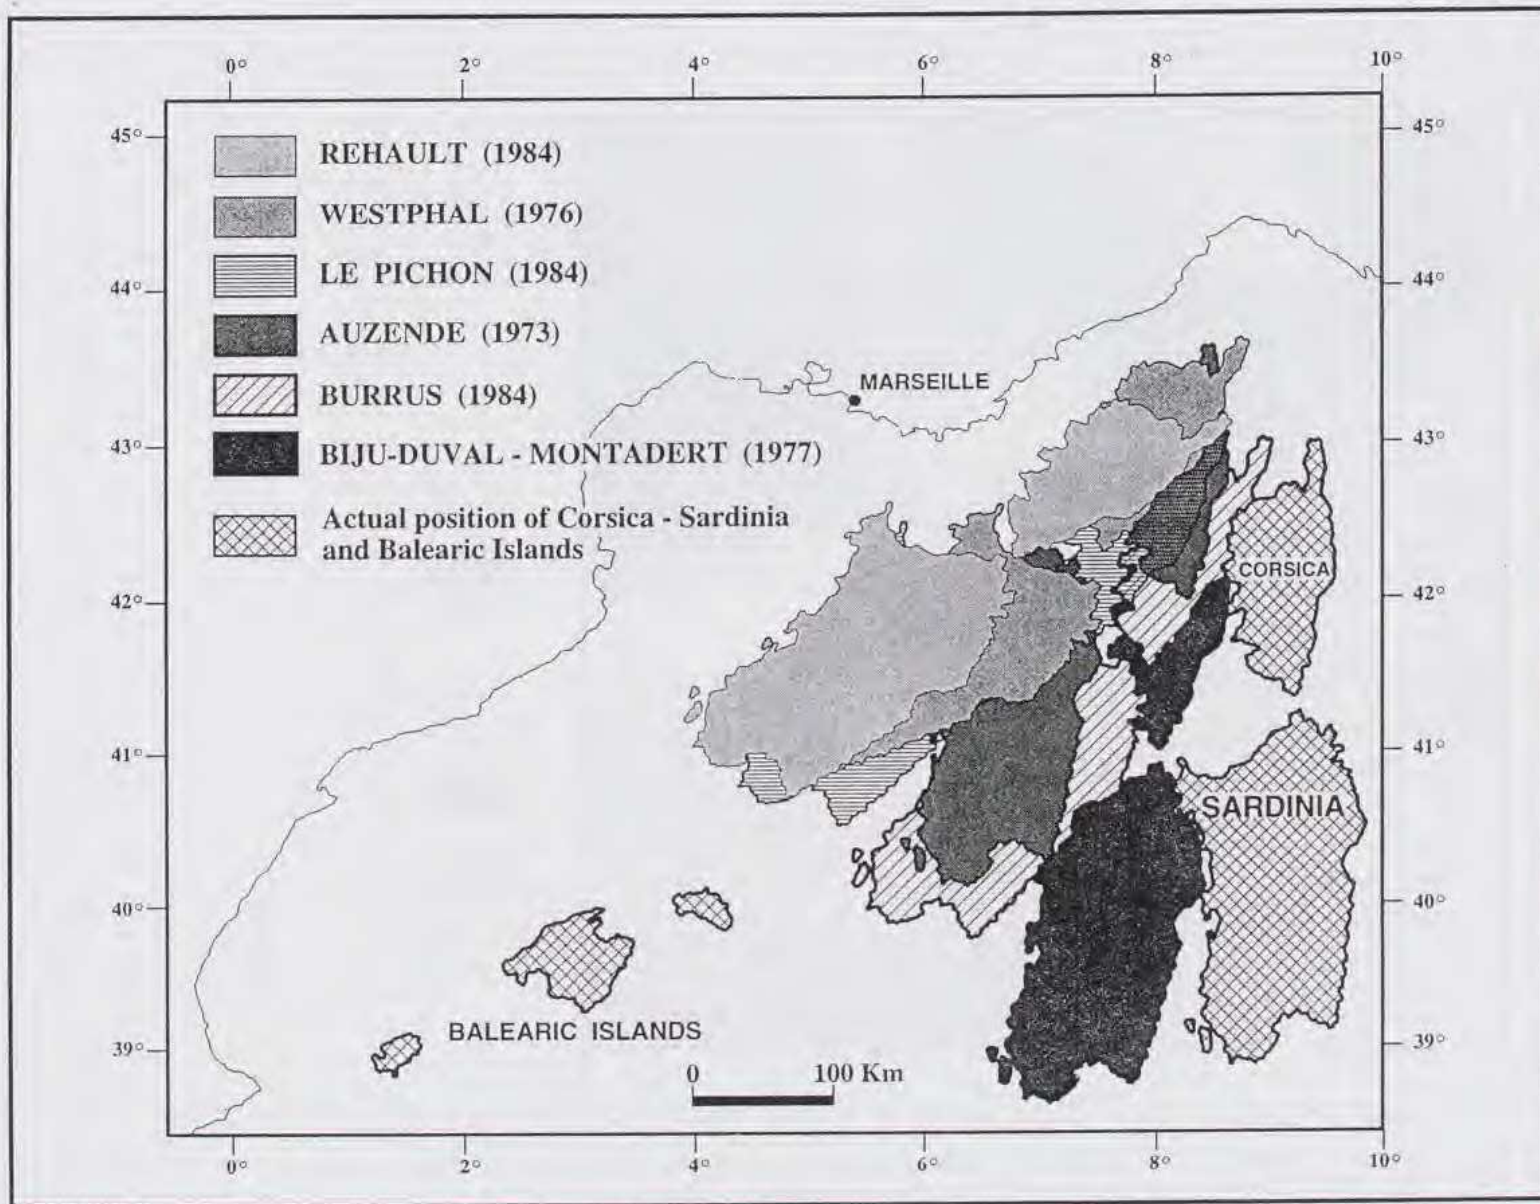 0° 2° 4° 6° 8° 10°
45° 45°
REHAULT (1984)
WESTPHAL (1976)
LE PICHON (1984)
44° 44°
AUZENDE (1973)
MARSEILLE
BURRUS (1984)
43° 43°
BIJU-DUVAL - MONTADERT (1977)
Actual position of Corsica - Sardinia
and Balearic Islands
CORSICA
42° 42°
41° 41°
SARDINIA
40° 40°
BALEARIC ISLANDS
39° 39°
0 100 Km
0° 2° 4° 6° 8° 10°